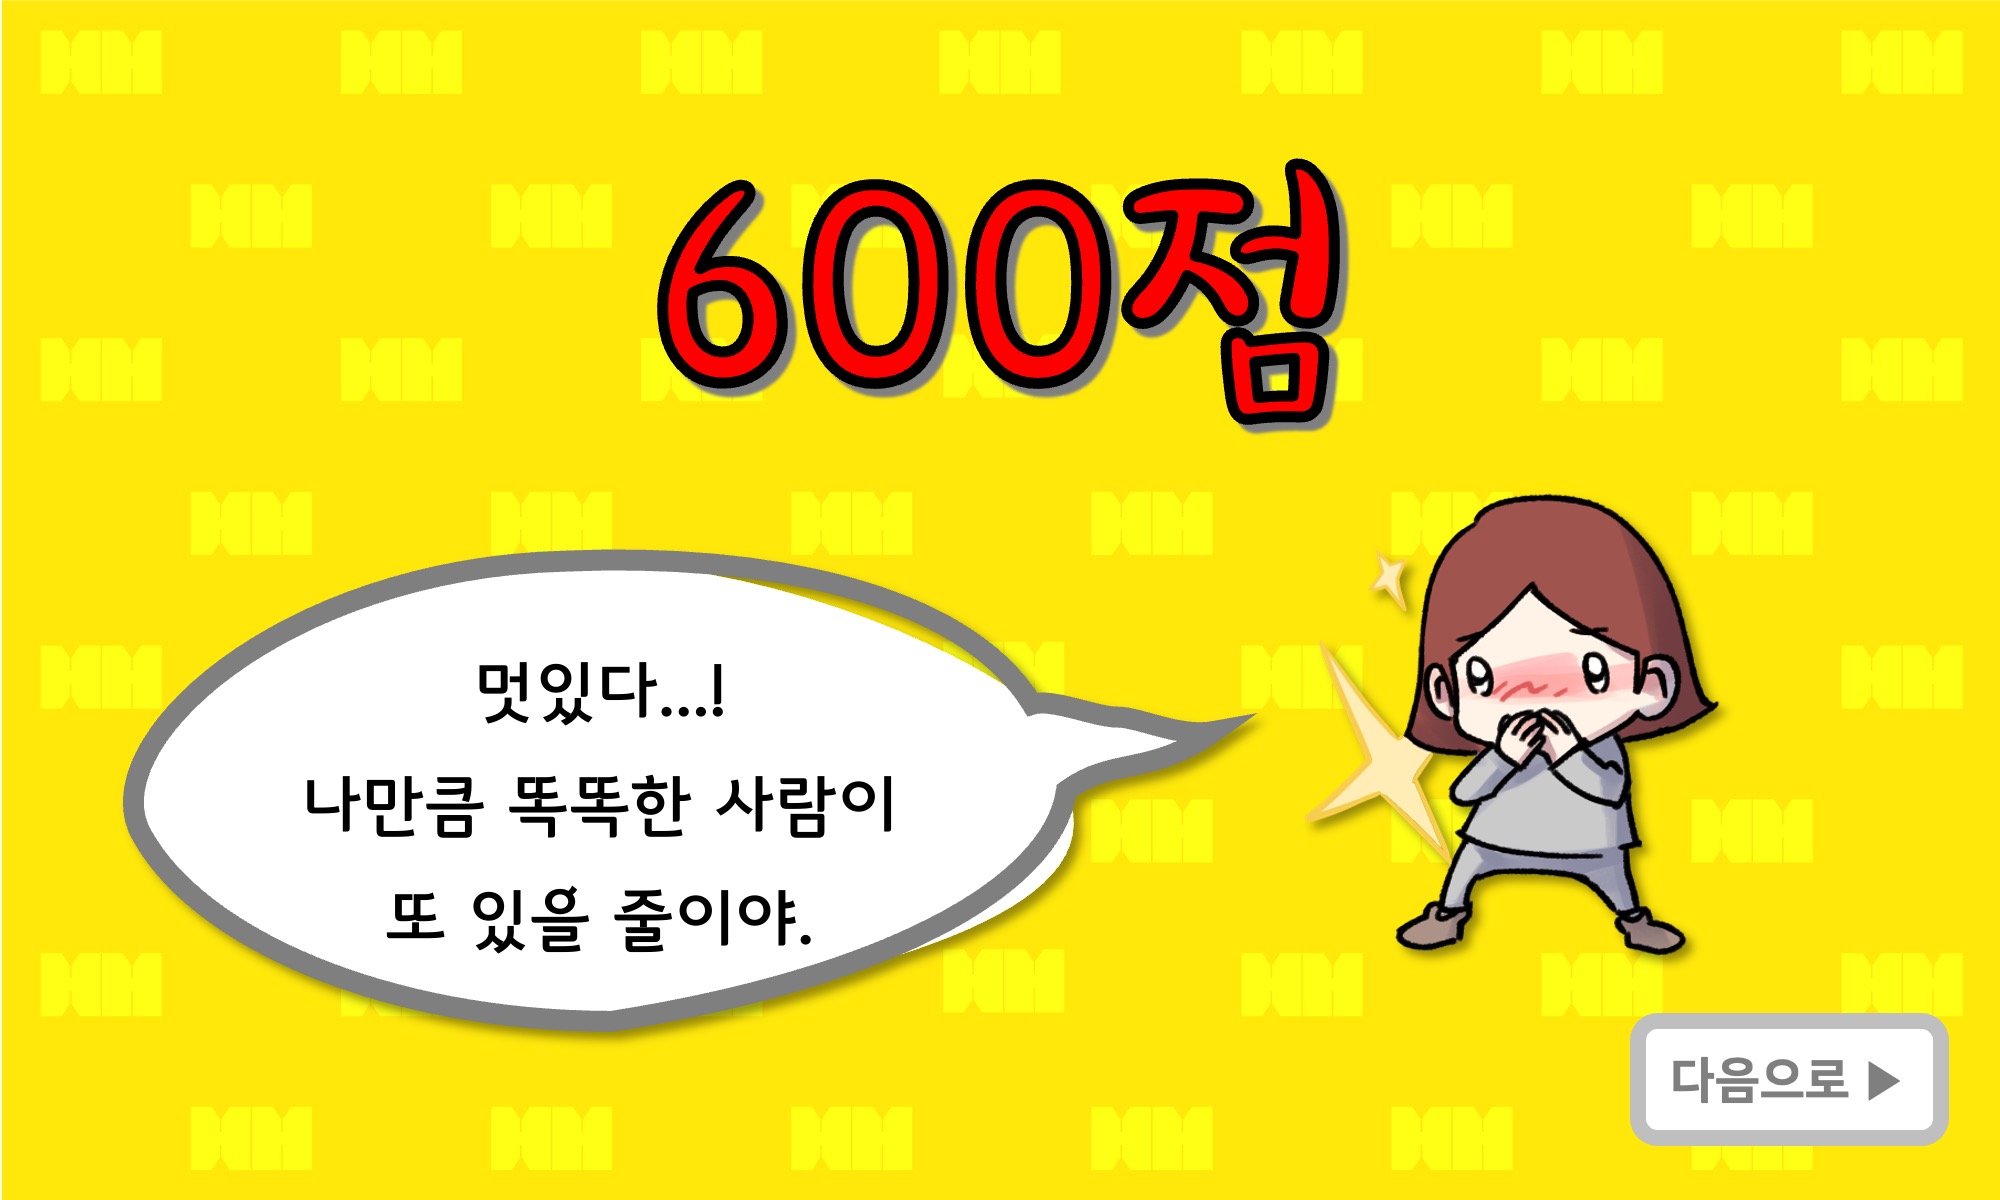 600점
멋있다...!
나만큼 똑똑한 사람이
또 있을 줄이야.
다음으로 ▶